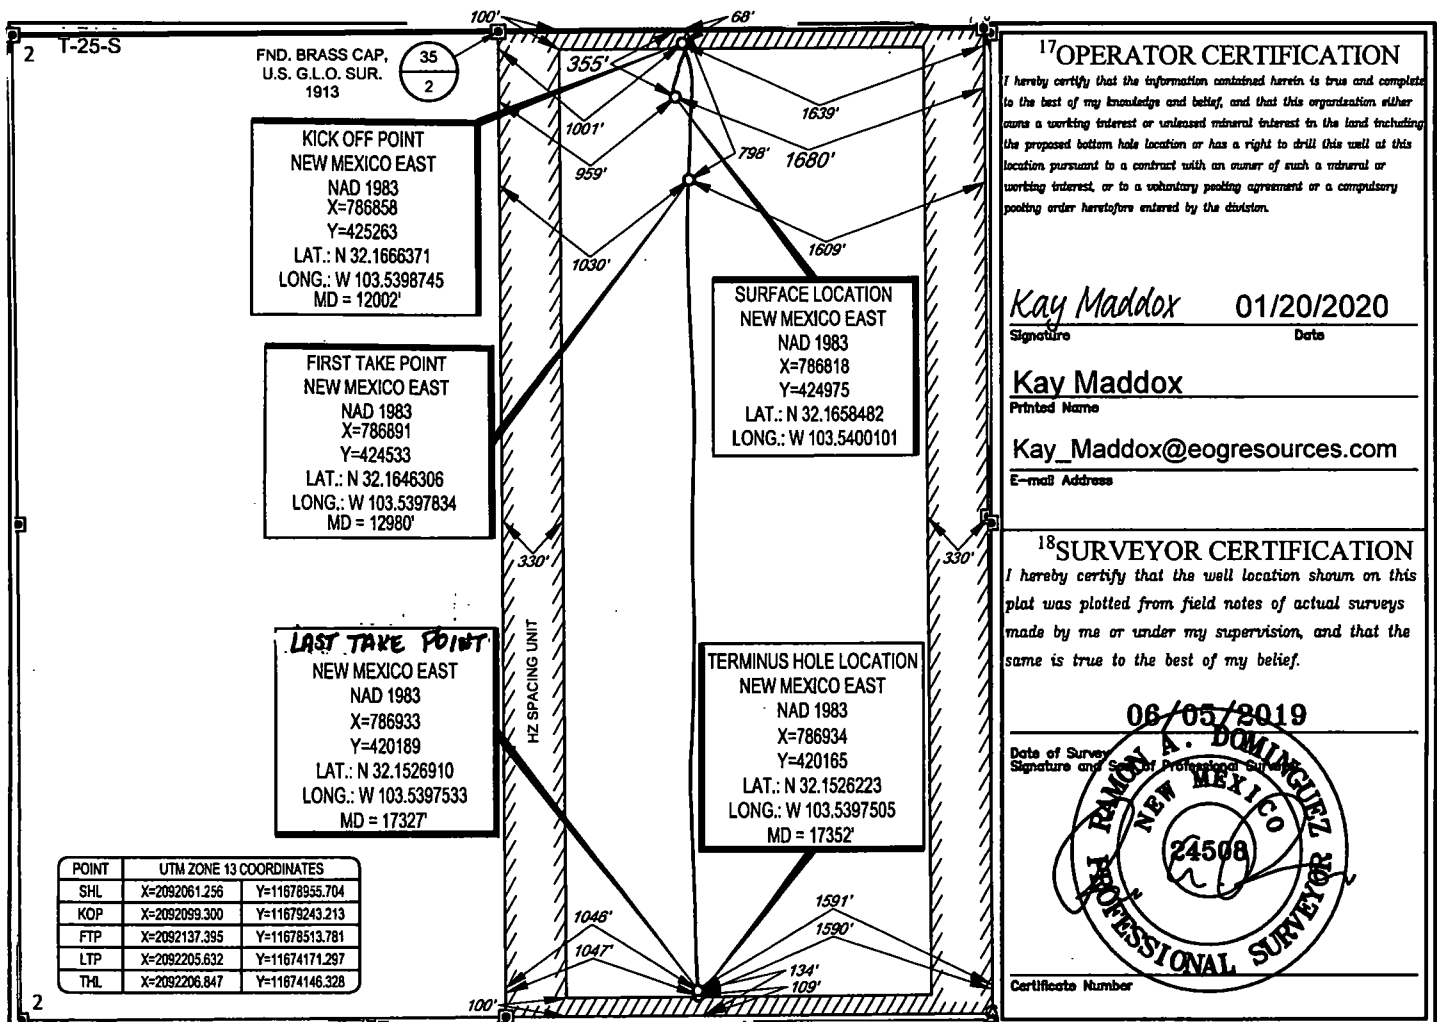 100'
68'
2
T-25-S
FND. BRASS CAP,
U.S. G.L.O. SUR.
1913
35
2
355'
1001'
1639'
959'
798'
1680'
1030'
1609'
KICK OFF POINT
NEW MEXICO EAST
NAD 1983
X=786858
Y=425263
LAT.: N 32.1666371
LONG.: W 103.5398745
MD = 12002'
SURFACE LOCATION
NEW MEXICO EAST
NAD 1983
X=786818
Y=424975
LAT.: N 32.1658482
LONG.: W 103.5400101
FIRST TAKE POINT
NEW MEXICO EAST
NAD 1983
X=786891
Y=424533
LAT.: N 32.1646306
LONG.: W 103.5397834
MD = 12980'
330'
330'
HZ SPACING UNIT
LAST TAKE POINT
NEW MEXICO EAST
NAD 1983
X=786933
Y=420189
LAT.: N 32.1526910
LONG.: W 103.5397533
MD = 17327'
TERMINUS HOLE LOCATION
NEW MEXICO EAST
NAD 1983
X=786934
Y=420165
LAT.: N 32.1526223
LONG.: W 103.5397505
MD = 17352'
POINT UTM ZONE 13 COORDINATES
SHL X=2092061.256 Y=11678955.704
KOP X=2092099.300 Y=11679243.213
FTP X=2092137.395 Y=11678513.781
LTP X=2092205.632 Y=11674171.297
THL X=2092206.847 Y=11674146.328
1046'
1047'
1591'
1590'
134'
109'
100'
2
17 OPERATOR CERTIFICATION
I hereby certify that the information contained herein is true and complete
to the best of my knowledge and belief, and that this organization either
owns a working interest or unleased mineral interest in the land including
the proposed bottom hole location or has a right to drill this well at this
location pursuant to a contract with an owner of such a mineral or
working interest, or to a voluntary pooling agreement or a compulsory
pooling order heretofore entered by the division.
Kay Maddox 01/20/2020
Signature Date
Kay Maddox
Printed Name
Kay_Maddox@eogresources.com
E-mail Address
18 SURVEYOR CERTIFICATION
I hereby certify that the well location shown on this
plat was plotted from field notes of actual surveys
made by me or under my supervision, and that the
same is true to the best of my belief.
06/05/2019
Date of Survey
Signature and Seal of Professional Surveyor
RAMON A. DOMINGUEZ
NEW MEXICO
24508
PROFESSIONAL SURVEYOR
Certificate Number